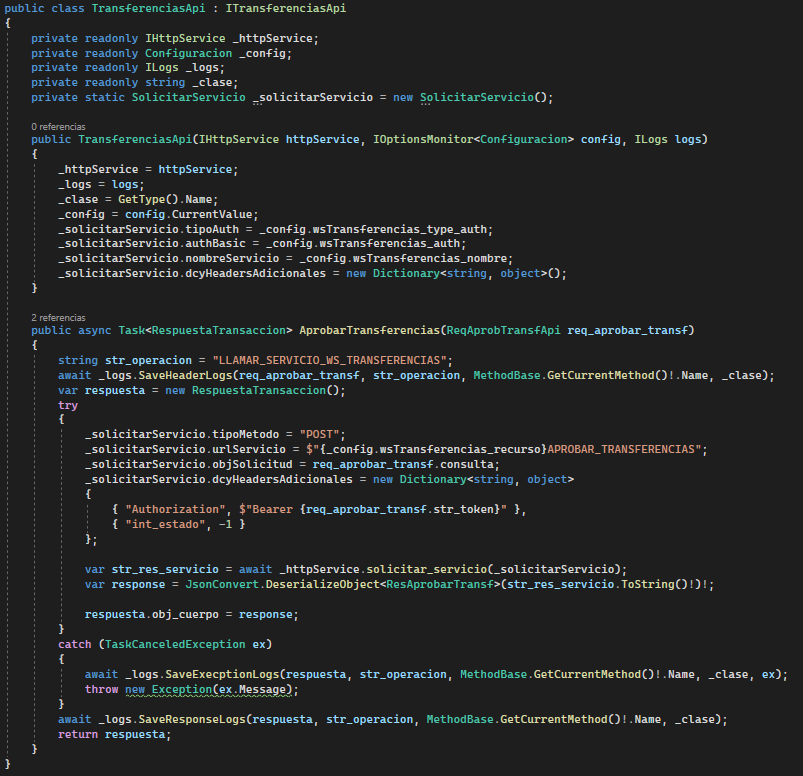 public class TransferenciasApi : ITransferenciasApi
{
    private readonly IHttpService _httpService;
    private readonly Configuracion _config;
    private readonly ILogs _logs;
    private readonly string _clase;
    private static SolicitarServicio _solicitarServicio = new SolicitarServicio();

    0 referencias
    public TransferenciasApi(IHttpService httpService, IOptionsMonitor<Configuracion> config, ILogs logs)
    {
        _httpService = httpService;
        _logs = logs;
        _clase = GetType().Name;
        _config = config.CurrentValue;
        _solicitarServicio.tipoAuth = _config.wsTransferencias_type_auth;
        _solicitarServicio.authBasic = _config.wsTransferencias_auth;
        _solicitarServicio.nombreServicio = _config.wsTransferencias_nombre;
        _solicitarServicio.dcyHeadersAdicionales = new Dictionary<string, object>();
    }

    2 referencias
    public async Task<RespuestaTransaccion> AprobarTransferencias(ReqAprobTransfApi req_aprobar_transf)
    {
        string str_operacion = "LLAMAR_SERVICIO_WS_TRANSFERENCIAS";
        await _logs.SaveHeaderLogs(req_aprobar_transf, str_operacion, MethodBase.GetCurrentMethod()!.Name, _clase);
        var respuesta = new RespuestaTransaccion();
        try
        {
            _solicitarServicio.tipoMetodo = "POST";
            _solicitarServicio.urlServicio = $"{_config.wsTransferencias_recurso}APROBAR_TRANSFERENCIAS";
            _solicitarServicio.objSolicitud = req_aprobar_transf.consulta;
            _solicitarServicio.dcyHeadersAdicionales = new Dictionary<string, object>
            {
                { "Authorization", $"Bearer {req_aprobar_transf.str_token}" },
                { "int_estado", -1 }
            };

            var str_res_servicio = await _httpService.solicitar_servicio(_solicitarServicio);
            var response = JsonConvert.DeserializeObject<ResAprobarTransf>(str_res_servicio.ToString()!)!;

            respuesta.obj_cuerpo = response;
        }
        catch (TaskCanceledException ex)
        {
            await _logs.SaveExecptionLogs(respuesta, str_operacion, MethodBase.GetCurrentMethod()!.Name, _clase, ex);
            throw new Exception(ex.Message);
        }
        await _logs.SaveResponseLogs(respuesta, str_operacion, MethodBase.GetCurrentMethod()!.Name, _clase);
        return respuesta;
    }
}